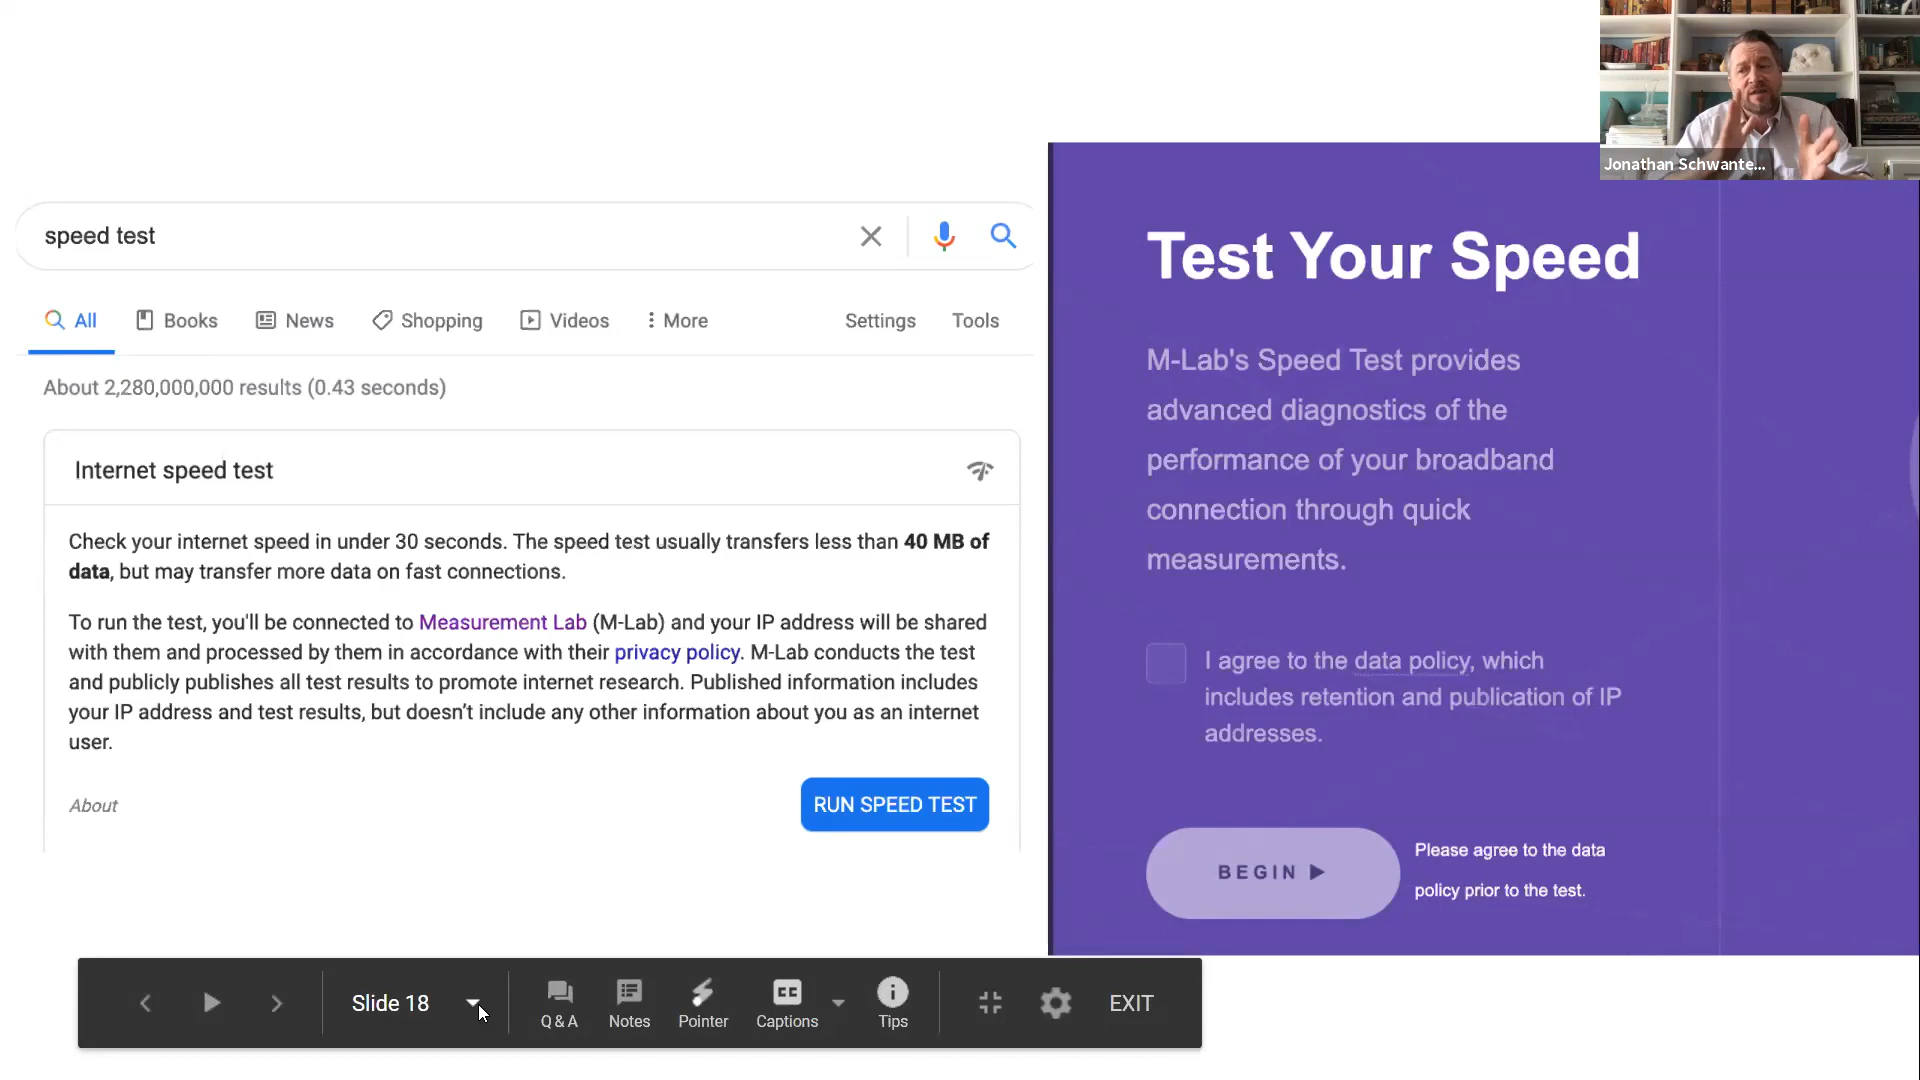 Jonathan Schwante...
speed test
All
Books
News
Shopping
Videos
More
Settings
Tools
About 2,280,000,000 results (0.43 seconds)
Internet speed test
Check your internet speed in under 30 seconds. The speed test usually transfers less than 40 MB of
data, but may transfer more data on fast connections.
To run the test, you'll be connected to Measurement Lab (M-Lab) and your IP address will be shared
with them and processed by them in accordance with their privacy policy. M-Lab conducts the test
and publicly publishes all test results to promote internet research. Published information includes
your IP address and test results, but doesn’t include any other information about you as an internet
user.
About
RUN SPEED TEST
Test Your Speed
M-Lab's Speed Test provides
advanced diagnostics of the
performance of your broadband
connection through quick
measurements.
I agree to the data policy, which
includes retention and publication of IP
addresses.
BEGIN
Please agree to the data
policy prior to the test.
Slide 18
Q & A
Notes
Pointer
CC
Captions
Tips
EXIT